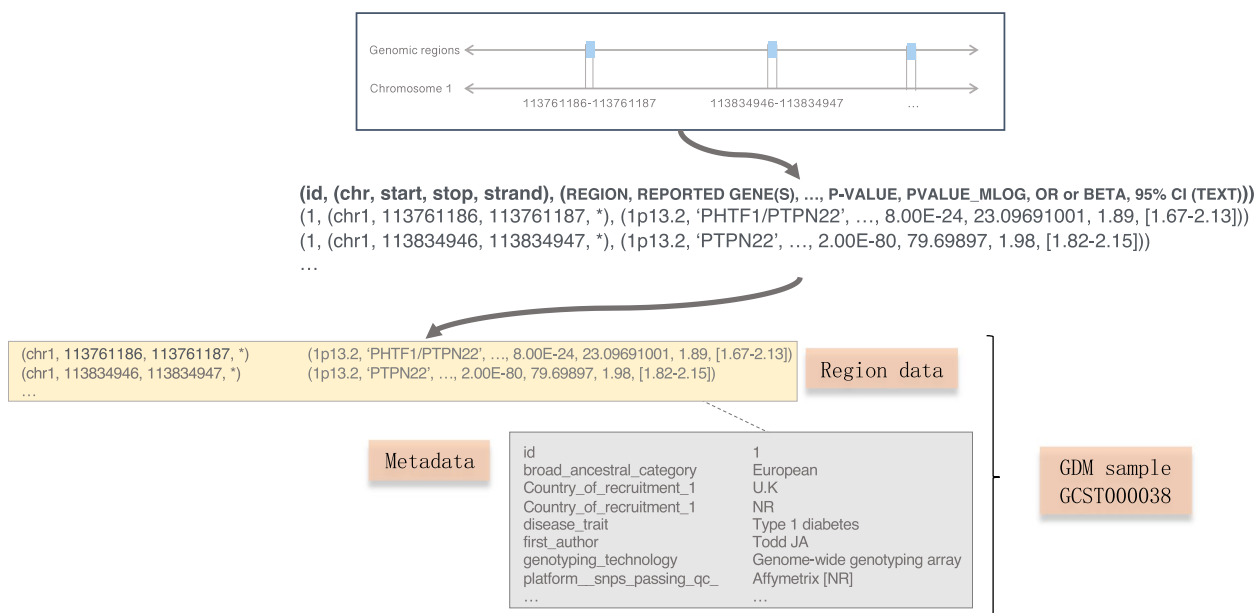 Genomic regions
Chromosome 1
113761186-113761187 113834946-113834947 ...
(id, (chr, start, stop, strand), (REGION, REPORTED GENE(S), ..., P-VALUE, PVALUE_MLOG, OR or BETA, 95% CI (TEXT)))
(1, (chr1, 113761186, 113761187, *), (1p13.2, ‘PHTF1/PTPN22’, ..., 8.00E-24, 23.09691001, 1.89, [1.67-2.13]))
(1, (chr1, 113834946, 113834947, *), (1p13.2, ‘PTPN22’, ..., 2.00E-80, 79.69897, 1.98, [1.82-2.15]))
...
(chr1, 113761186, 113761187, *) (1p13.2, ‘PHTF1/PTPN22’, ..., 8.00E-24, 23.09691001, 1.89, [1.67-2.13])
(chr1, 113834946, 113834947, *) (1p13.2, ‘PTPN22’, ..., 2.00E-80, 79.69897, 1.98, [1.82-2.15])
...
Region data
Metadata
id 1
broad_ancestral_category European
Country_of_recruitment_1 U.K
Country_of_recruitment_1 NR
disease_trait Type 1 diabetes
first_author Todd JA
genotyping_technology Genome-wide genotyping array
platform__snps_passing_qc_ Affymetrix [NR]
... ...
GDM sample
GCST000038